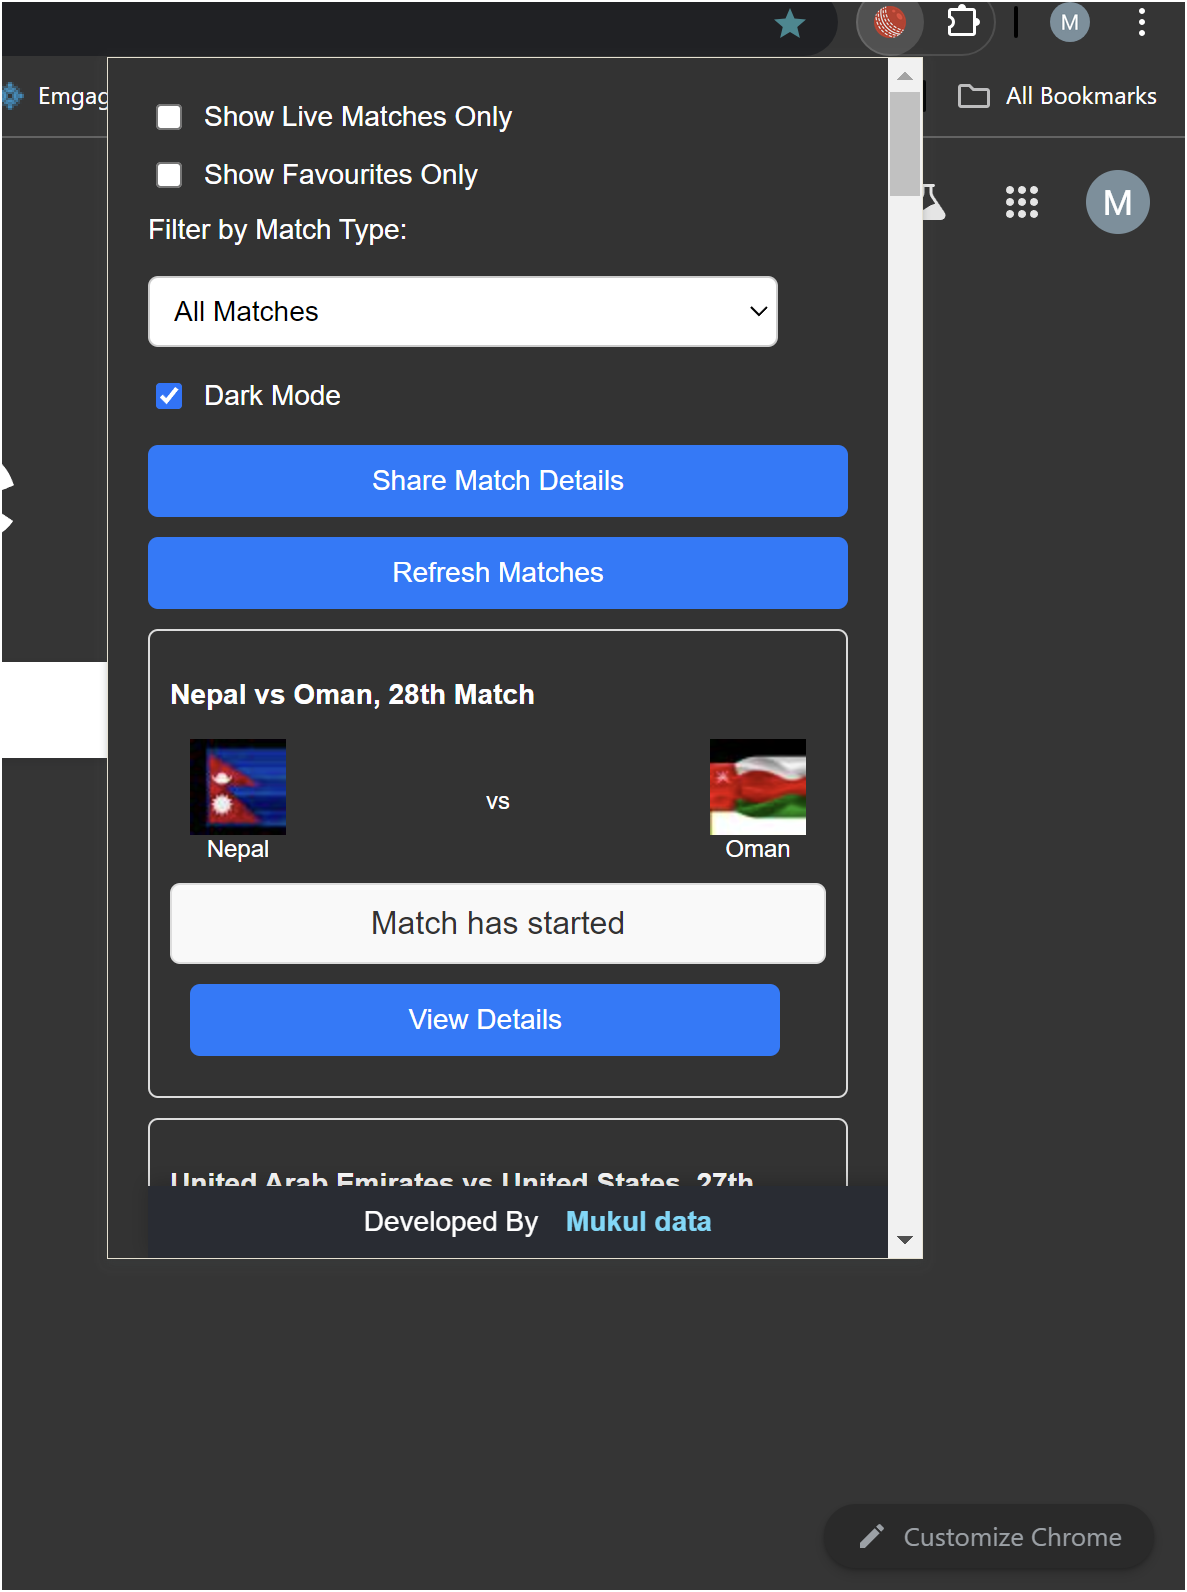 M
Emgag
All Bookmarks
Show Live Matches Only
Show Favourites Only
M
Filter by Match Type:
All Matches
Dark Mode
Share Match Details
Refresh Matches
Nepal vs Oman, 28th Match
vs
Nepal
Oman
Match has started
View Details
United Arab Emirates vs United States, 27th
Developed By Mukul data
Customize Chrome